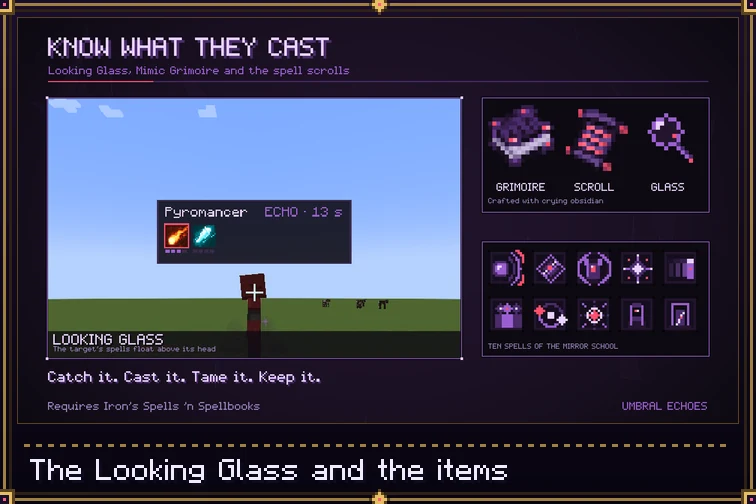 KNOW WHAT THEY CAST
Looking Glass, Mimic Grimoire and the spell scrolls
Pyromancer ECHO · 13 s
LOOKING GLASS
The target's spells float above its head
GRIMOIRE SCROLL GLASS
Crafted with crying obsidian
TEN SPELLS OF THE MIRROR SCHOOL
Catch it. Cast it. Tame it. Keep it.
Requires Iron's Spells 'n Spellbooks
UMBRAL ECHOES
The Looking Glass and the items